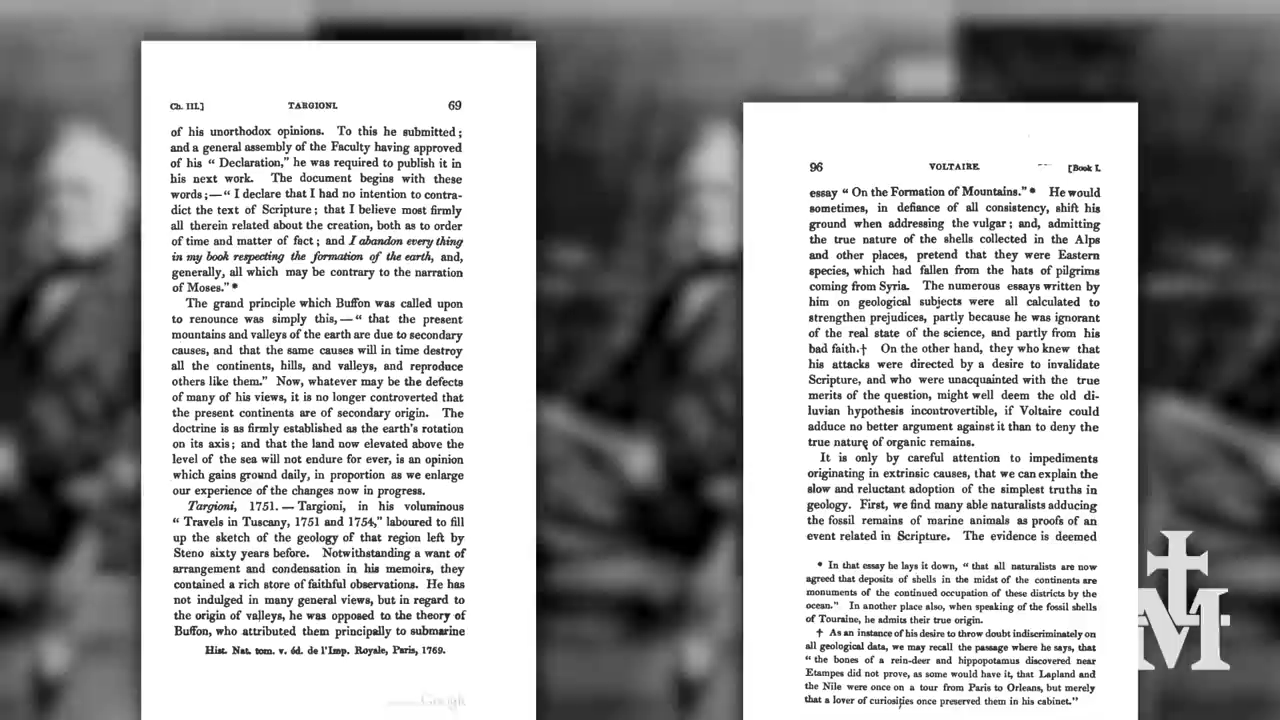 Ch. III.] TARGIONI. 69
of his unorthodox opinions. To this he submitted;
and a general assembly of the Faculty having approved
of his “ Declaration,” he was required to publish it in
his next work. The document begins with these
words;—“ I declare that I had no intention to contra-
dict the text of Scripture; that I believe most firmly
all therein related about the creation, both as to order
of time and matter of fact; and I abandon every thing
in my book respecting the formation of the earth, and,
generally, all which may be contrary to the narration
of Moses.” *
The grand principle which Buffon was called upon
to renounce was simply this,—“ that the present
mountains and valleys of the earth are due to secondary
causes, and that the same causes will in time destroy
all the continents, hills, and valleys, and reproduce
others like them.” Now, whatever may be the defects
of many of his views, it is no longer controverted that
the present continents are of secondary origin. The
doctrine is as firmly established as the earth's rotation
on its axis; and that the land now elevated above the
level of the sea will not endure for ever, is an opinion
which gains ground daily, in proportion as we enlarge
our experience of the changes now in progress.
Targioni, 1751. — Targioni, in his voluminous
“ Travels in Tuscany, 1751 and 1754,” laboured to fill
up the sketch of the geology of that region left by
Steno sixty years before. Notwithstanding a want of
arrangement and condensation in his memoirs, they
contained a rich store of faithful observations. He has
not indulged in many general views, but in regard to
the origin of valleys, he was opposed to the theory of
Buffon, who attributed them principally to submarine
Hist. Nat. tom. v. éd. de l'Imp. Royale, Paris, 1769.
Google
96 VOLTAIRE. [Book I.
essay “ On the Formation of Mountains.” * He would
sometimes, in defiance of all consistency, shift his
ground when addressing the vulgar; and, admitting
the true nature of the shells collected in the Alps
and other places, pretend that they were Eastern
species, which had fallen from the hats of pilgrims
coming from Syria. The numerous essays written by
him on geological subjects were all calculated to
strengthen prejudices, partly because he was ignorant
of the real state of the science, and partly from his
bad faith.† On the other hand, they who knew that
his attacks were directed by a desire to invalidate
Scripture, and who were unacquainted with the true
merits of the question, might well deem the old di-
luvian hypothesis incontrovertible, if Voltaire could
adduce no better argument against it than to deny the
true nature of organic remains.
It is only by careful attention to impediments
originating in extrinsic causes, that we can explain the
slow and reluctant adoption of the simplest truths in
geology. First, we find many able naturalists adducing
the fossil remains of marine animals as proofs of an
event related in Scripture. The evidence is deemed
* In that essay he lays it down, “ that all naturalists are now
agreed that deposits of shells in the midst of the continents are
monuments of the continued occupation of these districts by the
ocean.” In another place also, when speaking of the fossil shells
of Touraine, he admits their true origin.
† As an instance of his desire to throw doubt indiscriminately on
all geological data, we may recall the passage where he says, that
“ the bones of a rein-deer and hippopotamus discovered near
Etampes did not prove, as some would have it, that Lapland and
the Nile were once on a tour from Paris to Orleans, but merely
that a lover of curiosities once preserved them in his cabinet.”